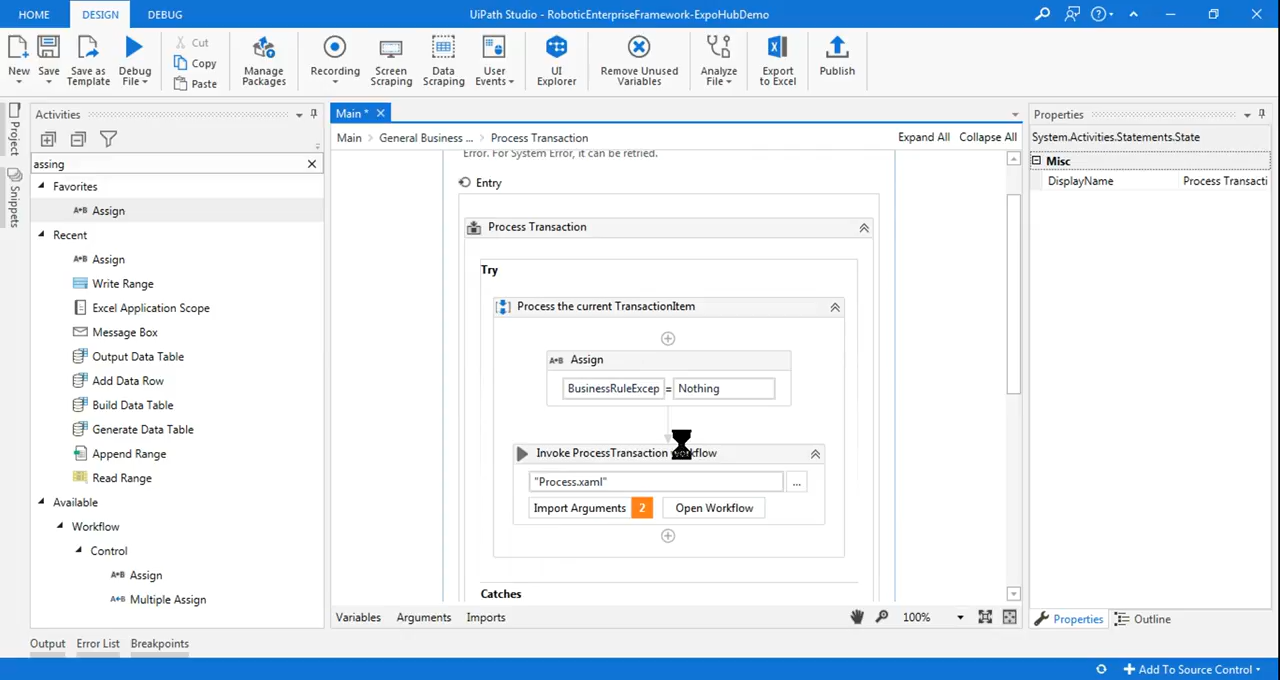 HOME DESIGN DEBUG UiPath Studio - RoboticEnterpriseFramework-ExpoHubDemo
New Save Save as Template Debug File Cut Copy Paste Manage Packages Recording Screen Scraping Data Scraping User Events UI Explorer Remove Unused Variables Analyze File Export to Excel Publish
Project
Snippets
Activities
assing
Favorites
A+B Assign
Recent
A+B Assign
Write Range
Excel Application Scope
Message Box
Output Data Table
Add Data Row
Build Data Table
Generate Data Table
Append Range
Read Range
Available
Workflow
Control
A+B Assign
A+B Multiple Assign
Main * 
Main > General Business ... > Process Transaction Expand All Collapse All
Error. For System Error, it can be retried.
Entry
Process Transaction
Try
Process the current TransactionItem
A+B Assign
BusinessRuleExcep = Nothing
Invoke ProcessTransaction
"Process.xaml" ...
Import Arguments 2 Open Workflow
Catches
Variables Arguments Imports 100%
Properties
System.Activities.Statements.State
Misc
DisplayName Process Transacti
Properties Outline
Output Error List Breakpoints
Add To Source Control